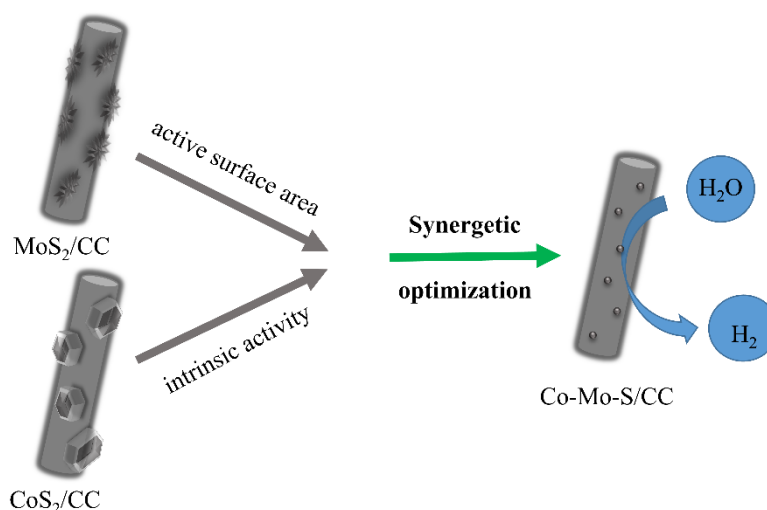 MoS₂/CC
active surface area
intrinsic activity
CoS₂/CC
Synergetic
optimization
H₂O
H₂
Co-Mo-S/CC